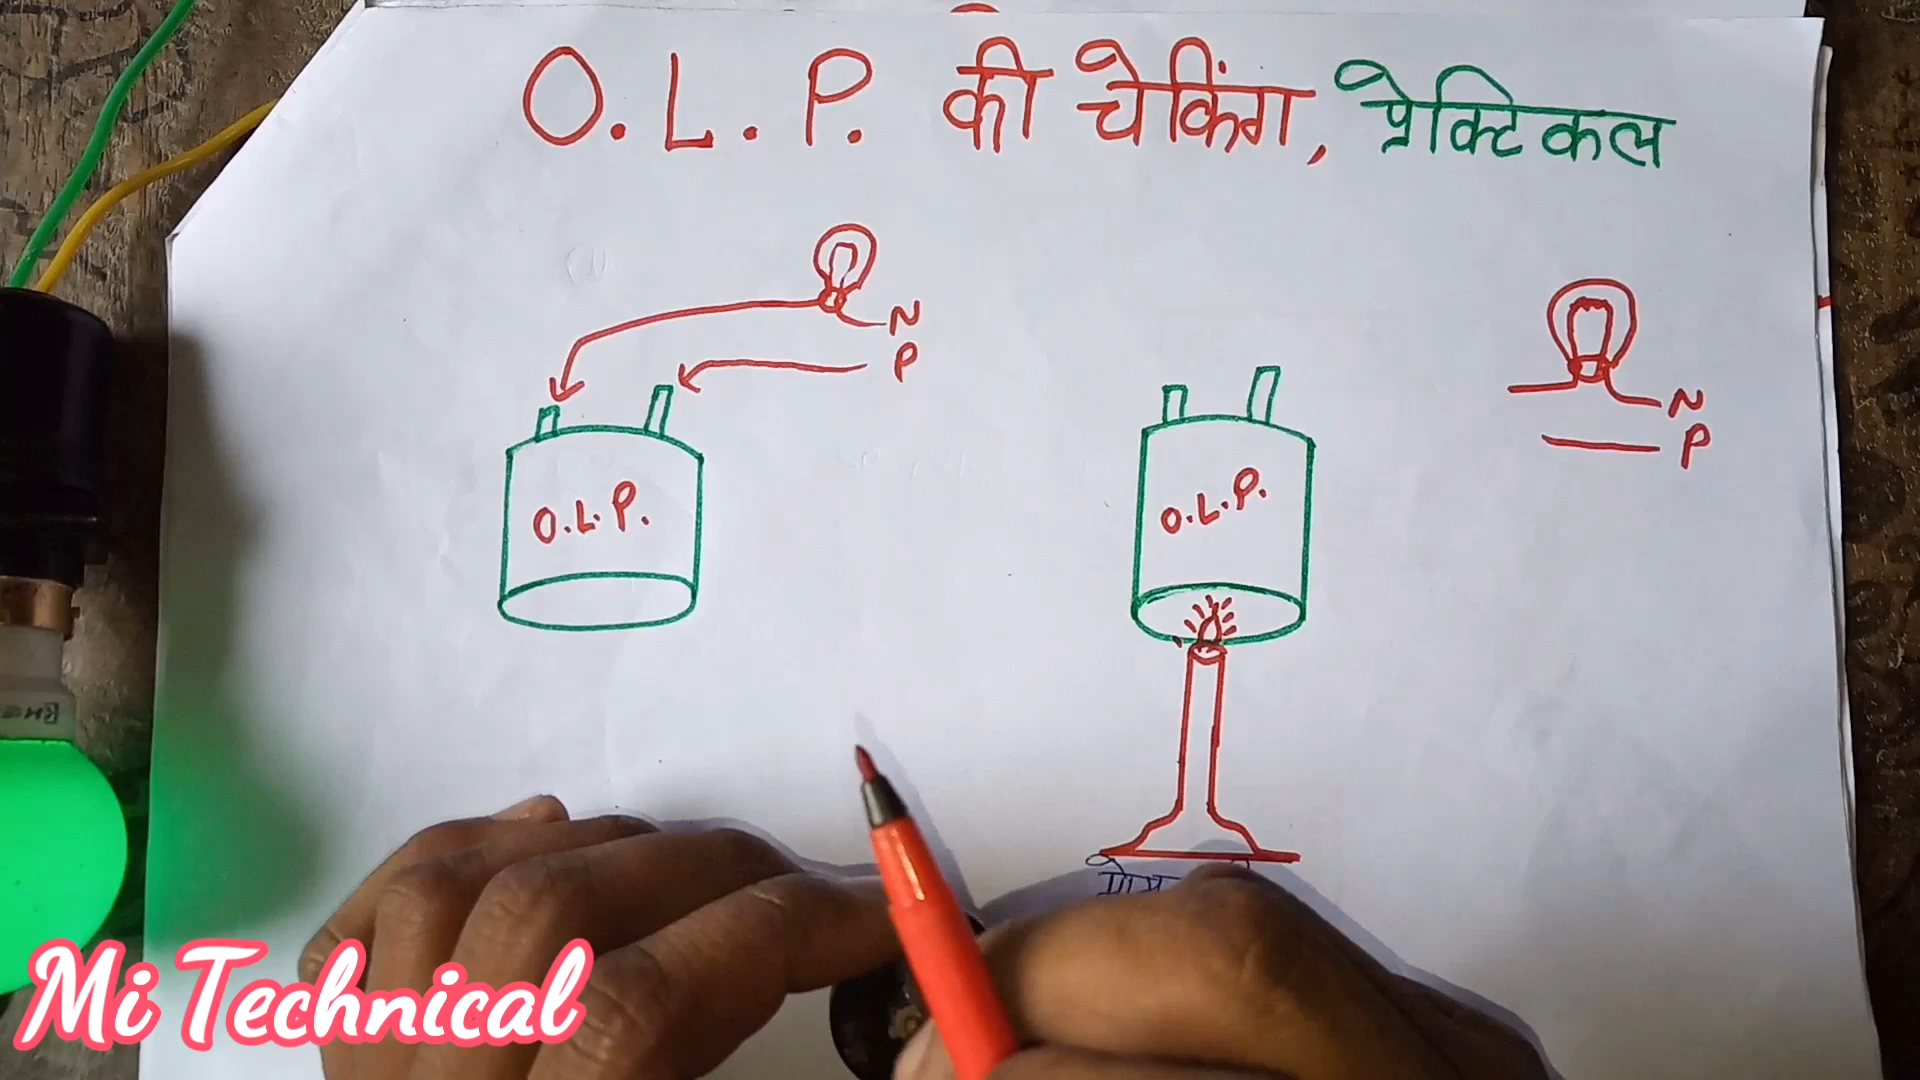 O. L. P. की चेकिंग, प्रेक्टिकल
N
P
O.L.P.
N
P
O.L.P.
Mi Technical